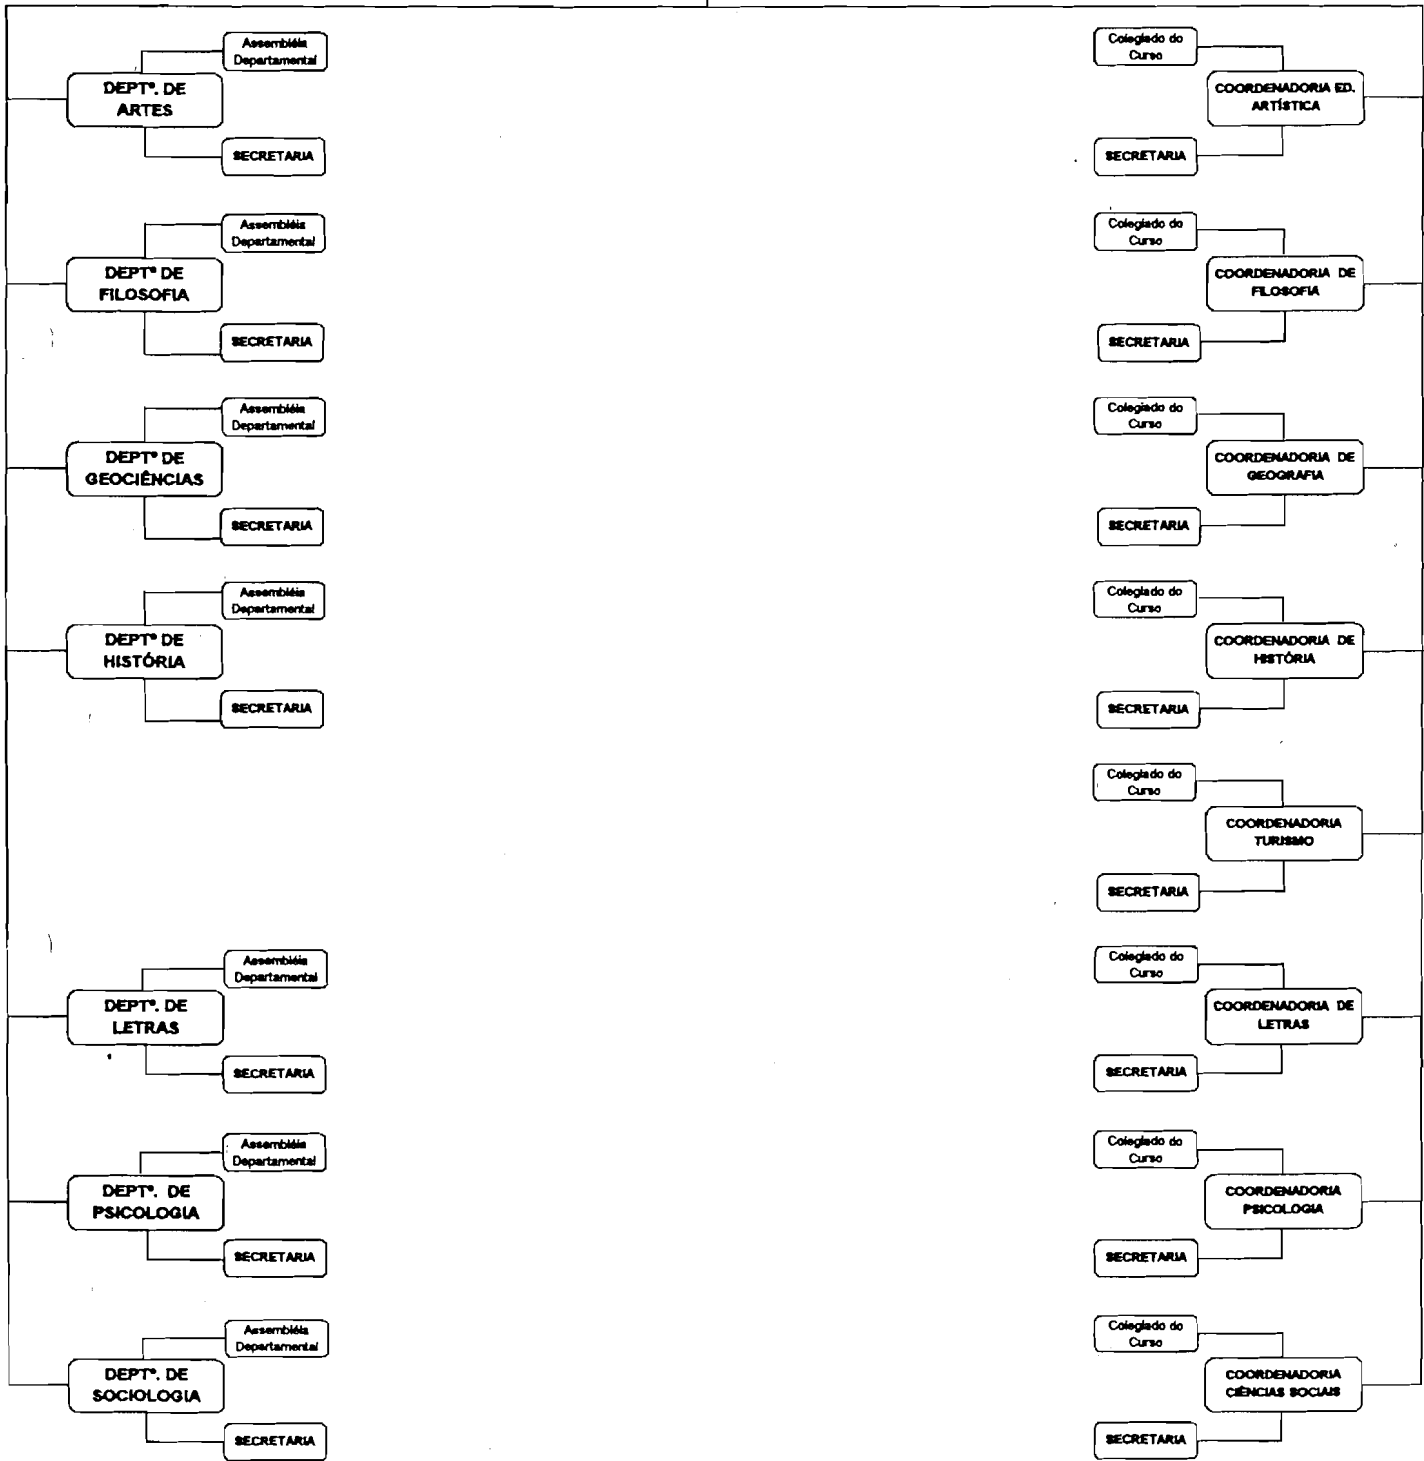 Assembléia
Departamental
DEPTº. DE
ARTES
SECRETARIA
Colegiado do
Curso
COORDENADORIA ED.
ARTÍSTICA
SECRETARIA
Assembléia
Departamental
DEPTº DE
FILOSOFIA
SECRETARIA
Colegiado do
Curso
COORDENADORIA DE
FILOSOFIA
SECRETARIA
Assembléia
Departamental
DEPTº DE
GEOCIÊNCIAS
SECRETARIA
Colegiado do
Curso
COORDENADORIA DE
GEOGRAFIA
SECRETARIA
Assembléia
Departamental
DEPTº DE
HISTÓRIA
SECRETARIA
Colegiado do
Curso
COORDENADORIA DE
HISTÓRIA
SECRETARIA
Colegiado do
Curso
COORDENADORIA
TURISMO
SECRETARIA
Assembléia
Departamental
DEPTº. DE
LETRAS
SECRETARIA
Colegiado do
Curso
COORDENADORIA DE
LETRAS
SECRETARIA
Assembléia
Departamental
DEPTº. DE
PSICOLOGIA
SECRETARIA
Colegiado do
Curso
COORDENADORIA
PSICOLOGIA
SECRETARIA
Assembléia
Departamental
DEPTº. DE
SOCIOLOGIA
SECRETARIA
Colegiado do
Curso
COORDENADORIA
CIÊNCIAS SOCIAIS
SECRETARIA